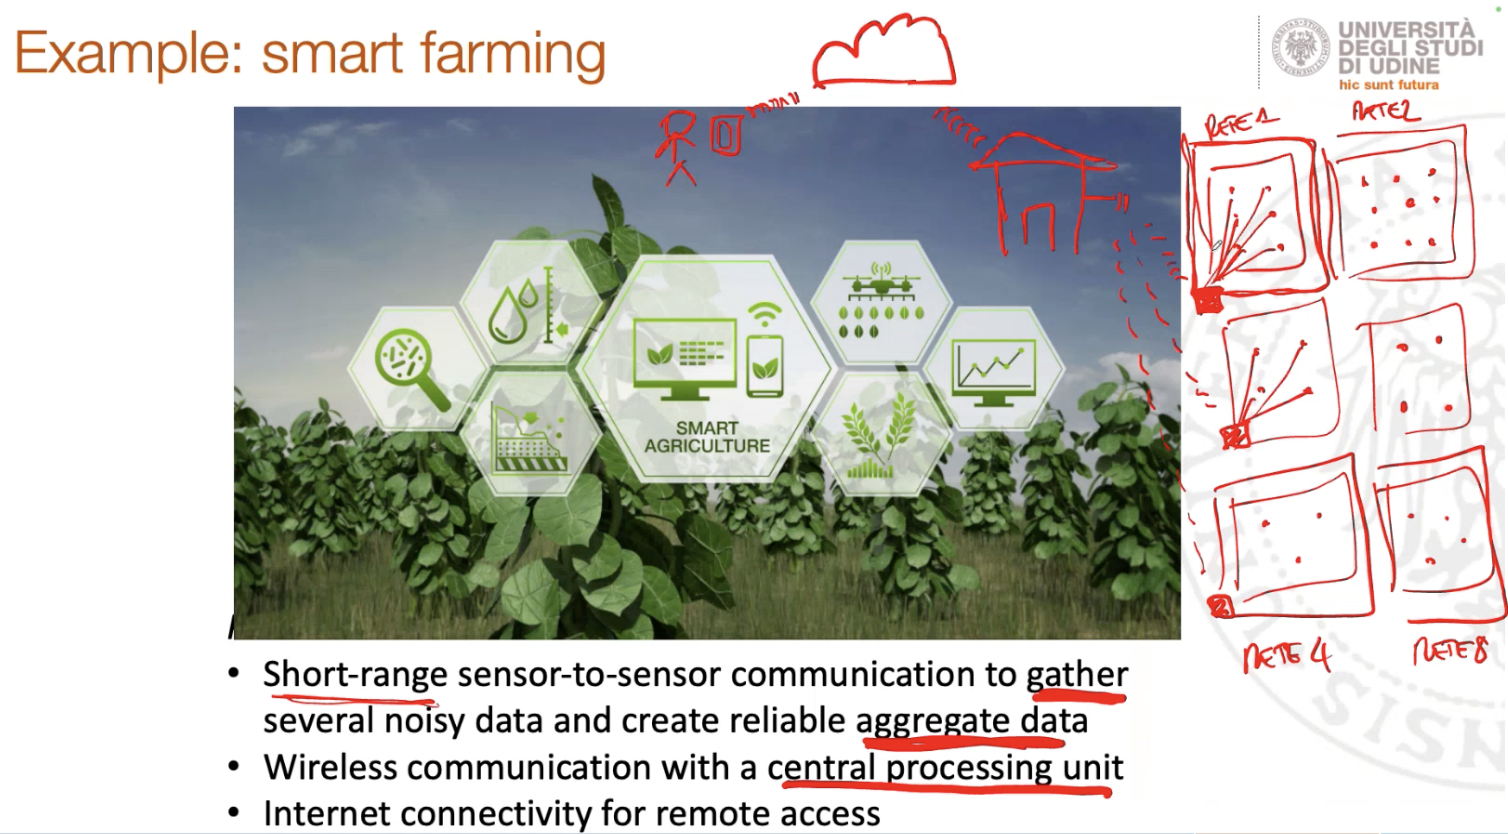 Example: smart farming
UNIVERSITÀ
DEGLI STUDI
DI UDINE
hic sunt futura
RETE 1
RETE 2
SMART
AGRICULTURE
RETE 4
RETE 8
• Short-range sensor-to-sensor communication to gather
several noisy data and create reliable aggregate data
• Wireless communication with a central processing unit
• Internet connectivity for remote access